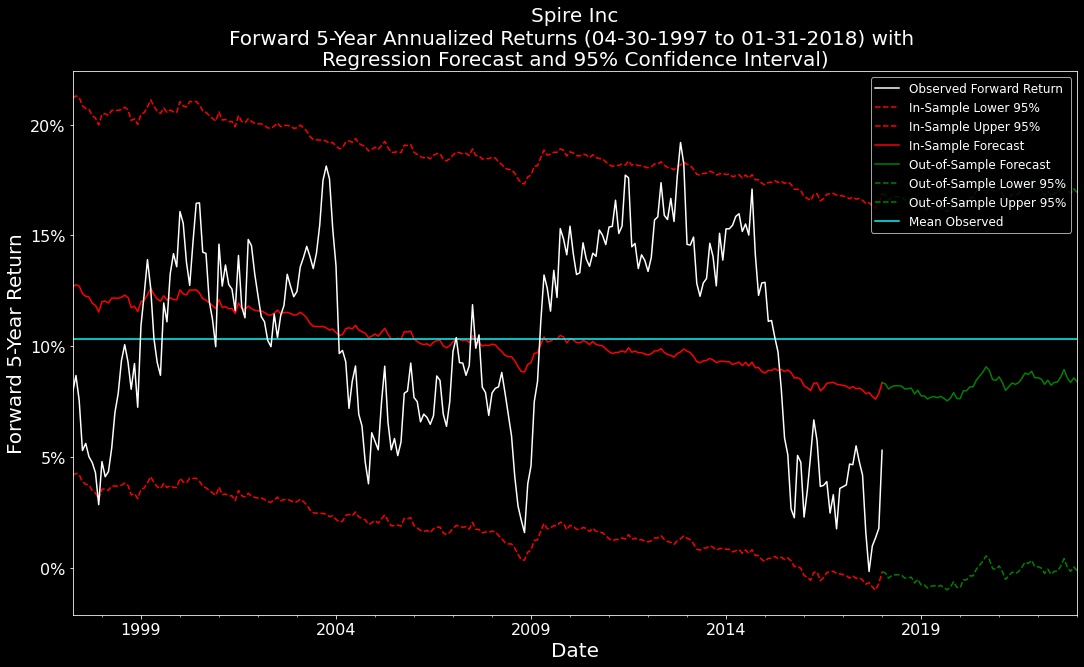 Spire Inc
Forward 5-Year Annualized Returns (04-30-1997 to 01-31-2018) with
Regression Forecast and 95% Confidence Interval)
Observed Forward Return
In-Sample Lower 95%
In-Sample Upper 95%
In-Sample Forecast
Out-of-Sample Forecast
Out-of-Sample Lower 95%
Out-of-Sample Upper 95%
Mean Observed
Forward 5-Year Return
20%
15%
10%
5%
0%
1999 2004 2009 2014 2019
Date